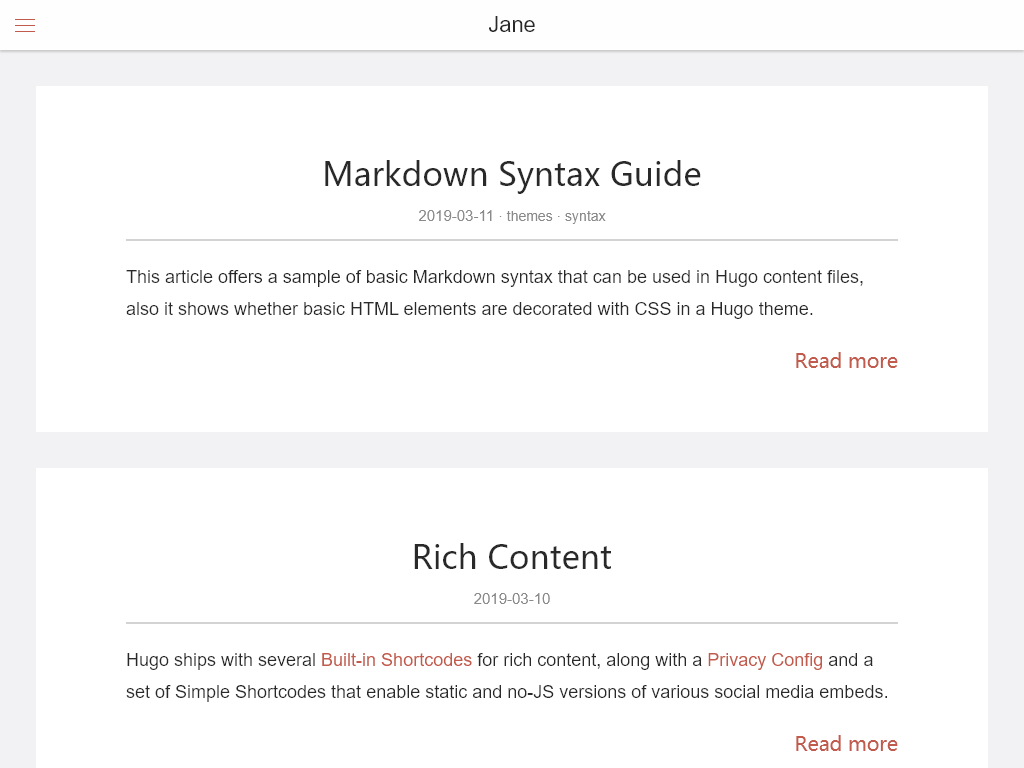 Jane
Markdown Syntax Guide
2019-03-11 · themes · syntax
This article offers a sample of basic Markdown syntax that can be used in Hugo content files,
also it shows whether basic HTML elements are decorated with CSS in a Hugo theme.
Read more
Rich Content
2019-03-10
Hugo ships with several Built-in Shortcodes for rich content, along with a Privacy Config and a
set of Simple Shortcodes that enable static and no-JS versions of various social media embeds.
Read more